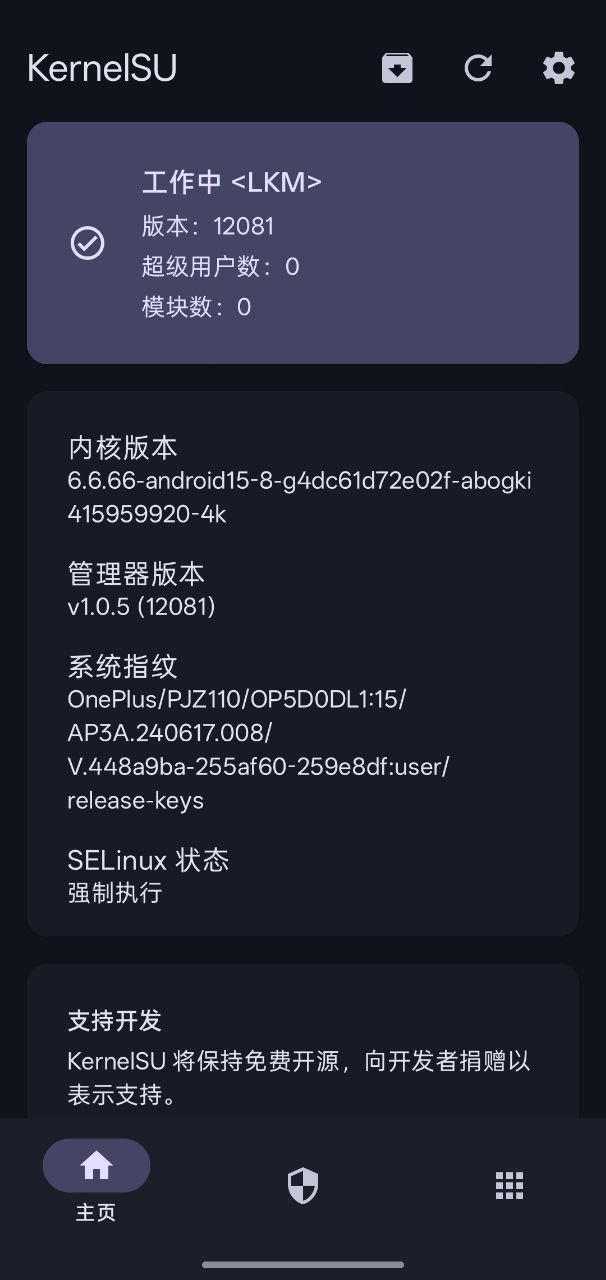 KernelSU
工作中 <LKM>
版本：12081
超级用户数：0
模块数：0
内核版本
6.6.66-android15-8-g4dc61d72e02f-abogki
415959920-4k
管理器版本
v1.0.5 (12081)
系统指纹
OnePlus/PJZ110/OP5D0DL1:15/
AP3A.240617.008/
V.448a9ba-255af60-259e8df:user/
release-keys
SELinux 状态
强制执行
支持开发
KernelSU 将保持免费开源，向开发者捐赠以
表示支持。
主页